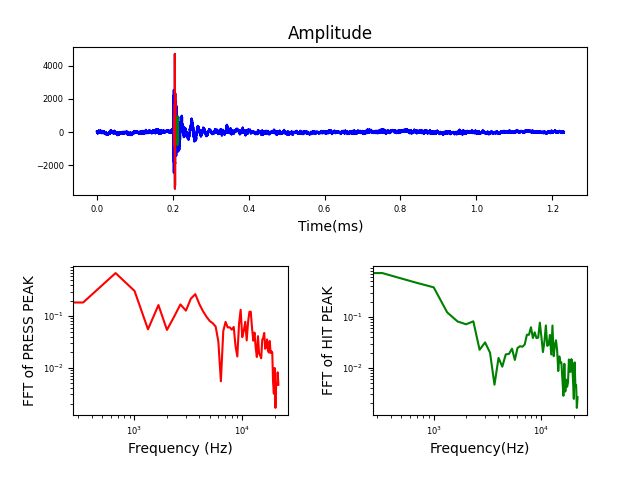 Amplitude
4000
2000
0
−2000
0.0 0.2 0.4 0.6 0.8 1.0 1.2
Time(ms)
FFT of PRESS PEAK
10⁻¹
10⁻²
10³ 10⁴
Frequency (Hz)
FFT of HIT PEAK
10⁻¹
10⁻²
10³ 10⁴
Frequency(Hz)